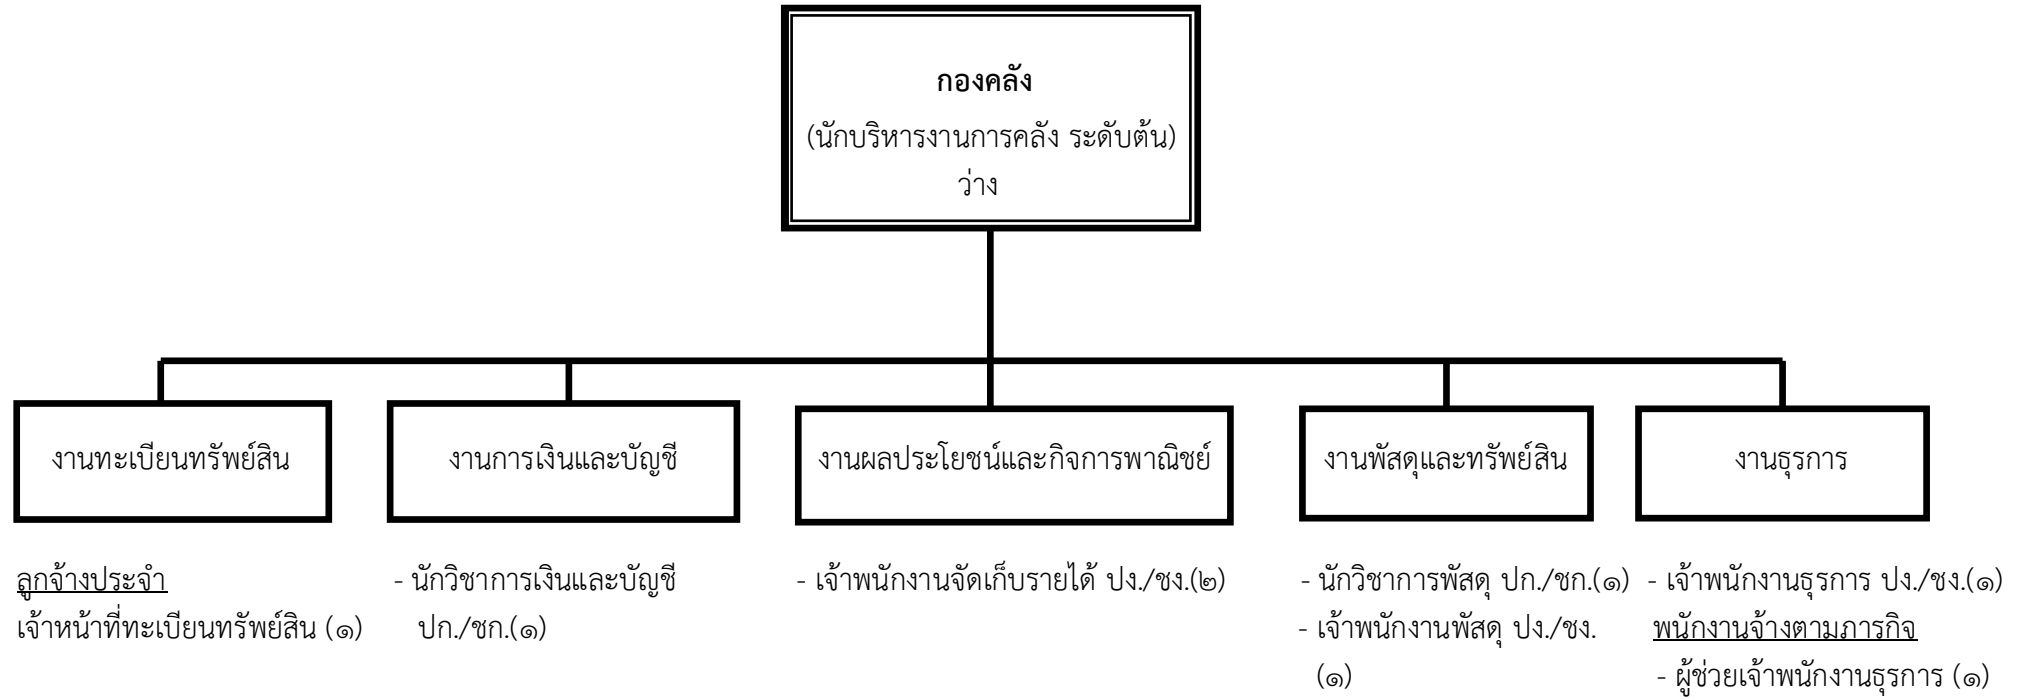 กองคลัง
(นักบริหารงานการคลัง ระดับต้น)
ว่าง
งานทะเบียนทรัพย์สิน
งานการเงินและบัญชี
งานผลประโยชน์และกิจการพาณิชย์
งานพัสดุและทรัพย์สิน
งานธุรการ
ลูกจ้างประจำ
เจ้าหน้าที่ทะเบียนทรัพย์สิน (๑)
- นักวิชาการเงินและบัญชี
ปก./ชก.(๑)
- เจ้าพนักงานจัดเก็บรายได้ ปง./ชง.(๒)
- นักวิชาการพัสดุ ปก./ชก.(๑)
- เจ้าพนักงานพัสดุ ปง./ชง.
(๑)
- เจ้าพนักงานธุรการ ปง./ชง.(๑)
พนักงานจ้างตามภารกิจ
- ผู้ช่วยเจ้าพนักงานธุรการ (๑)